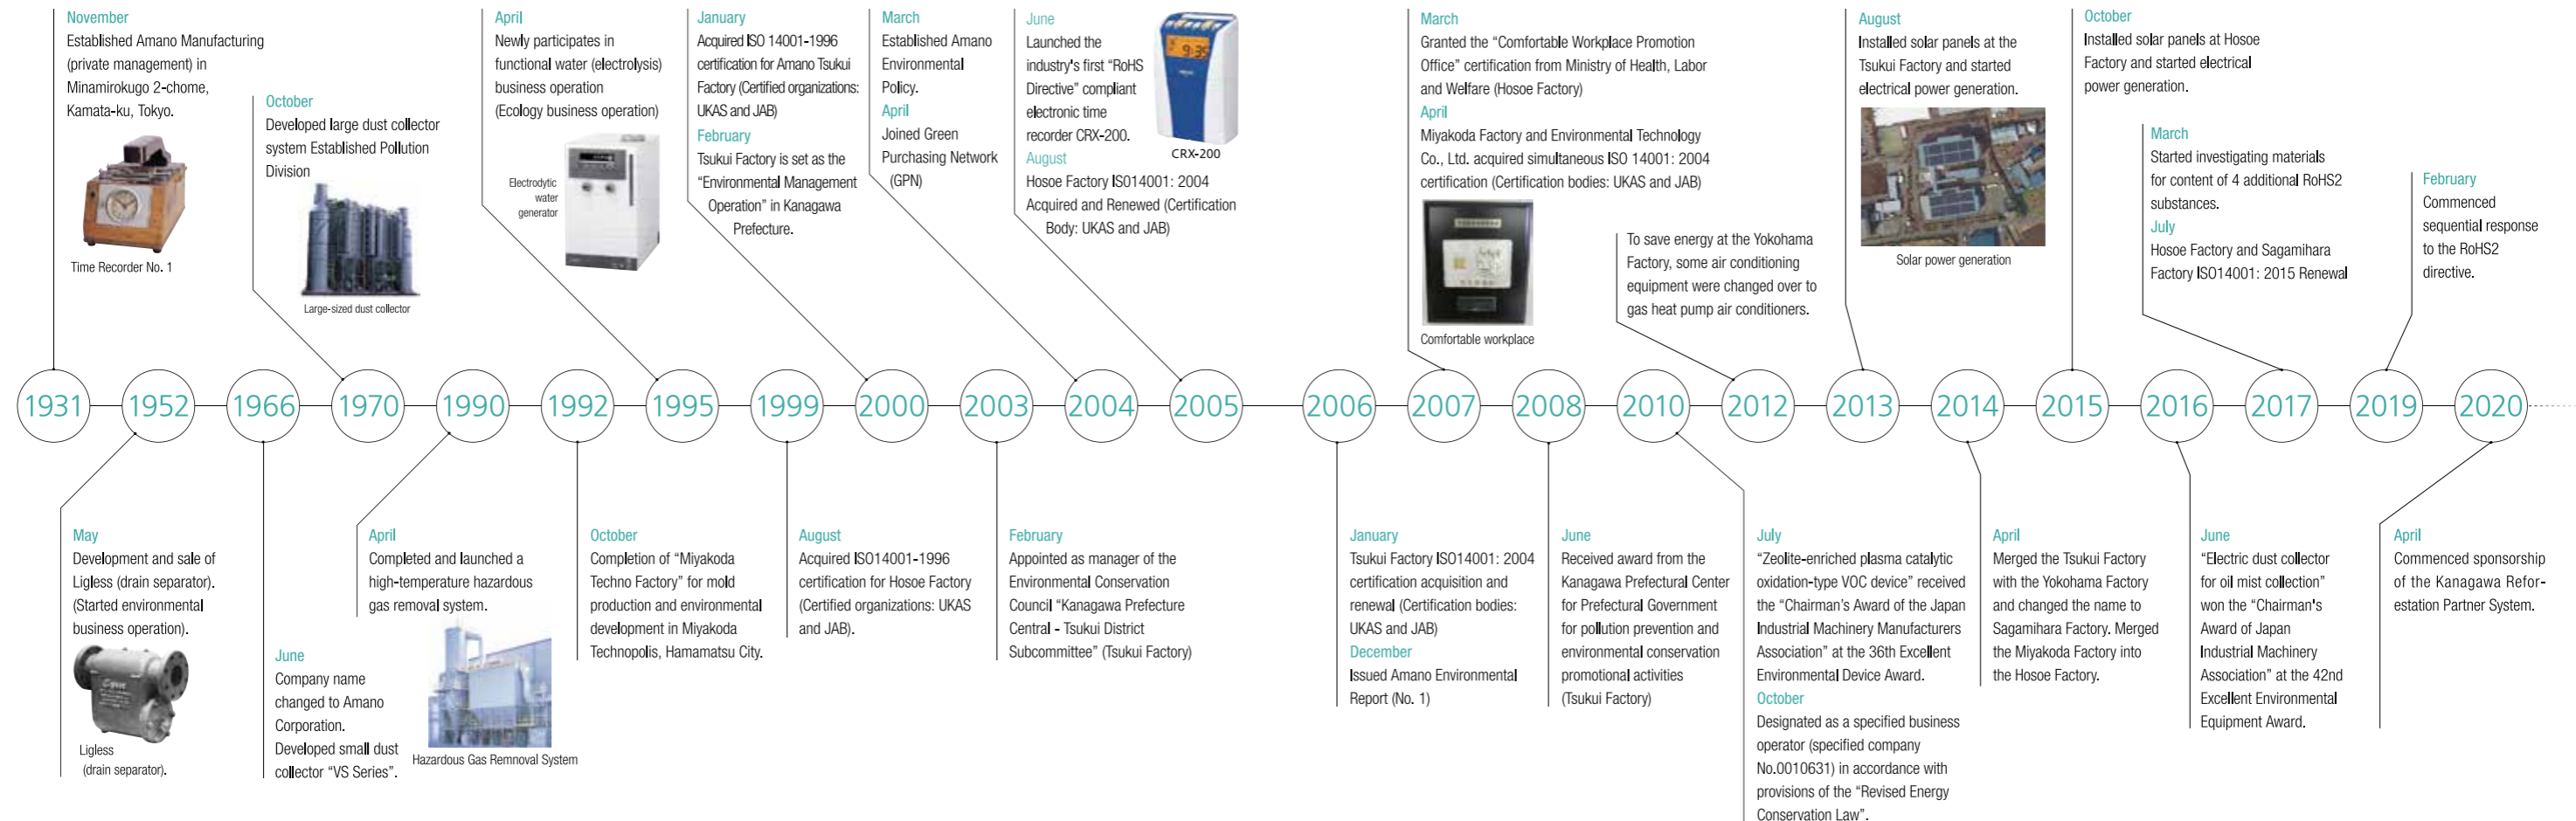 November
Established Amano Manufacturing
(private management) in
Minamirokugo 2-chome,
Kamata-ku, Tokyo.
Time Recorder No. 1
October
Developed large dust collector
system Established Pollution
Division
Large-sized dust collector
April
Newly participates in
functional water (electrolysis)
business operation
(Ecology business operation)
Electrodytic
water
generator
January
Acquired ISO 14001-1996
certification for Amano Tsukui
Factory (Certified organizations:
UKAS and JAB)
February
Tsukui Factory is set as the
“Environmental Management
Operation” in Kanagawa
Prefecture.
March
Established Amano
Environmental
Policy.
April
Joined Green
Purchasing Network
(GPN)
June
Launched the
industry's first “RoHS
Directive” compliant
electronic time
recorder CRX-200.
9:35
CRX-200
August
Hosoe Factory IS014001: 2004
Acquired and Renewed (Certification
Body: UKAS and JAB)
March
Granted the “Comfortable Workplace Promotion
Office” certification from Ministry of Health, Labor
and Welfare (Hosoe Factory)
April
Miyakoda Factory and Environmental Technology
Co., Ltd. acquired simultaneous ISO 14001: 2004
certification (Certification bodies: UKAS and JAB)
Comfortable workplace
To save energy at the Yokohama
Factory, some air conditioning
equipment were changed over to
gas heat pump air conditioners.
August
Installed solar panels at the
Tsukui Factory and started
electrical power generation.
Solar power generation
October
Installed solar panels at Hosoe
Factory and started electrical
power generation.
March
Started investigating materials
for content of 4 additional RoHS2
substances.
July
Hosoe Factory and Sagamihara
Factory IS014001: 2015 Renewal
February
Commenced
sequential response
to the RoHS2
directive.
1931 1952 1966 1970 1990 1992 1995 1999 2000 2003 2004 2005 2006 2007 2008 2010 2012 2013 2014 2015 2016 2017 2019 2020
May
Development and sale of
Ligless (drain separator).
(Started environmental
business operation).
Ligless
(drain separator).
June
Company name
changed to Amano
Corporation.
Developed small dust
collector “VS Series”.
April
Completed and launched a
high-temperature hazardous
gas removal system.
Hazardous Gas Remnoval System
October
Completion of “Miyakoda
Techno Factory” for mold
production and environmental
development in Miyakoda
Technopolis, Hamamatsu City.
August
Acquired ISO14001-1996
certification for Hosoe Factory
(Certified organizations: UKAS
and JAB).
February
Appointed as manager of the
Environmental Conservation
Council “Kanagawa Prefecture
Central - Tsukui District
Subcommittee” (Tsukui Factory)
January
Tsukui Factory ISO14001: 2004
certification acquisition and
renewal (Certification bodies:
UKAS and JAB)
December
Issued Amano Environmental
Report (No. 1)
June
Received award from the
Kanagawa Prefectural Center
for Prefectural Government
for pollution prevention and
environmental conservation
promotional activities
(Tsukui Factory)
July
“Zeolite-enriched plasma catalytic
oxidation-type VOC device” received
the “Chairman’s Award of the Japan
Industrial Machinery Manufacturers
Association” at the 36th Excellent
Environmental Device Award.
October
Designated as a specified business
operator (specified company
No.0010631) in accordance with
provisions of the “Revised Energy
Conservation Law”.
April
Merged the Tsukui Factory
with the Yokohama Factory
and changed the name to
Sagamihara Factory. Merged
the Miyakoda Factory into
the Hosoe Factory.
June
“Electric dust collector
for oil mist collection”
won the “Chairman's
Award of Japan
Industrial Machinery
Association” at the 42nd
Excellent Environmental
Equipment Award.
April
Commenced sponsorship
of the Kanagawa Refor-
estation Partner System.